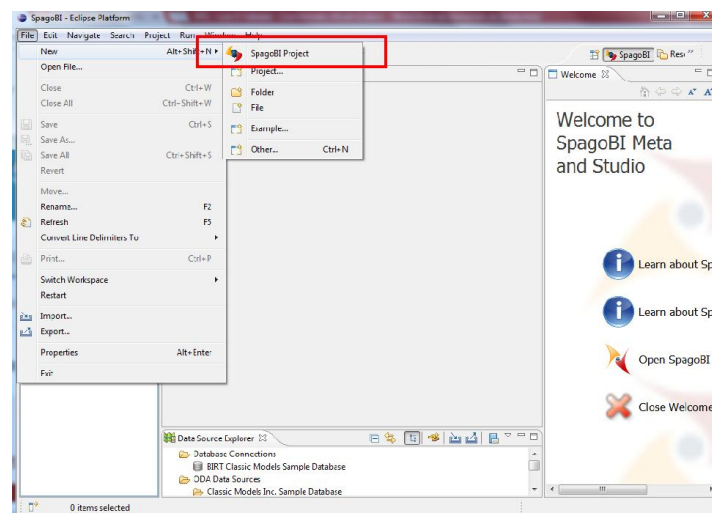 SpagoBI - Eclipse Platform
File Edit Navigate Search Project Run Window Help
New Alt+Shift+N
Open File...
Close Ctrl+W
Close All Ctrl+Shift+W
Save Ctrl+S
Save As...
Save All Ctrl+Shift+S
Revert
Move...
Rename... F2
Refresh F5
Convert Line Delimiters To
Print... Ctrl+P
Switch Workspace
Restart
Import...
Export...
Properties Alt+Enter
Exit
SpagoBI Project
Project...
Folder
File
Example...
Other... Ctrl+N
SpagoBI Res
Welcome
Welcome to
SpagoBI Meta
and Studio
Learn about Sp
Learn about Sp
Open SpagoBI
Close Welcome
Data Source Explorer
Database Connections
BIRT Classic Models Sample Database
ODA Data Sources
Classic Models Inc. Sample Database
0 items selected